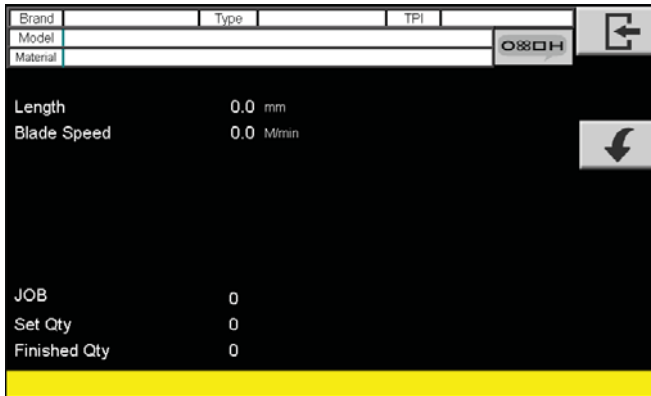 Brand Type TPI
Model
Material
Length 0.0 mm
Blade Speed 0.0 M/min
JOB 0
Set Qty 0
Finished Qty 0